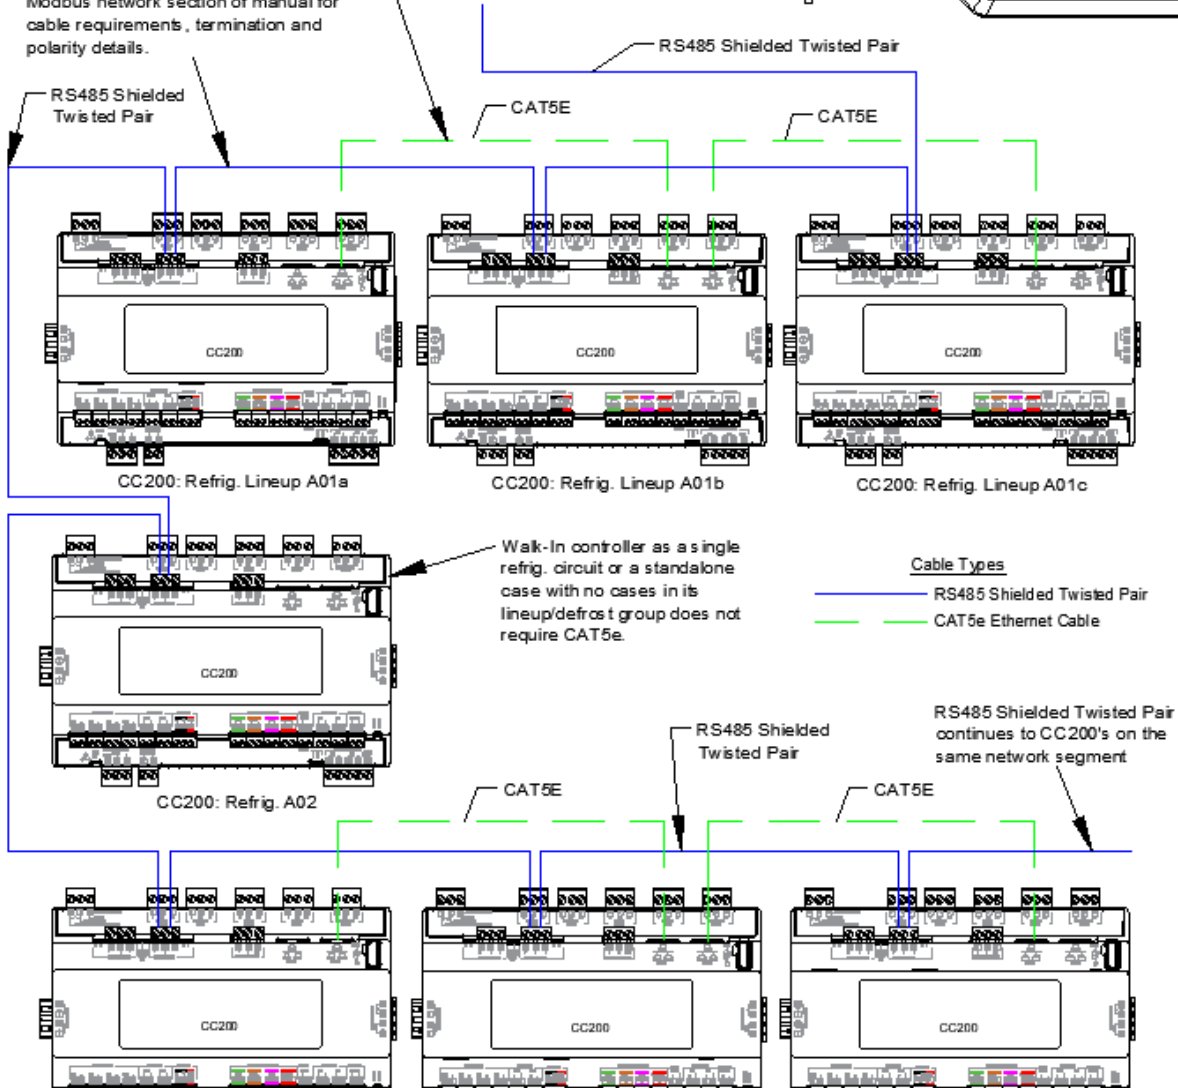 Modbus network section of manual for
cable requirements, termination and
polarity details.
RS485 Shielded Twisted Pair
RS485 Shielded
Twisted Pair
CAT5E
CAT5E
CC200
CC200
CC200
CC200: Refrig. Lineup A01a
CC200: Refrig. Lineup A01b
CC200: Refrig. Lineup A01c
Walk-In controller as a single
refrig. circuit or a standalone
case with no cases in its
lineup/defrost group does not
require CAT5e.
Cable Types
RS485 Shielded Twisted Pair
CAT5e Ethernet Cable
CC200
CC200: Refrig. A02
RS485 Shielded
Twisted Pair
RS485 Shielded Twisted Pair
continues to CC200's on the
same network segment
CAT5E
CAT5E
CC200
CC200
CC200